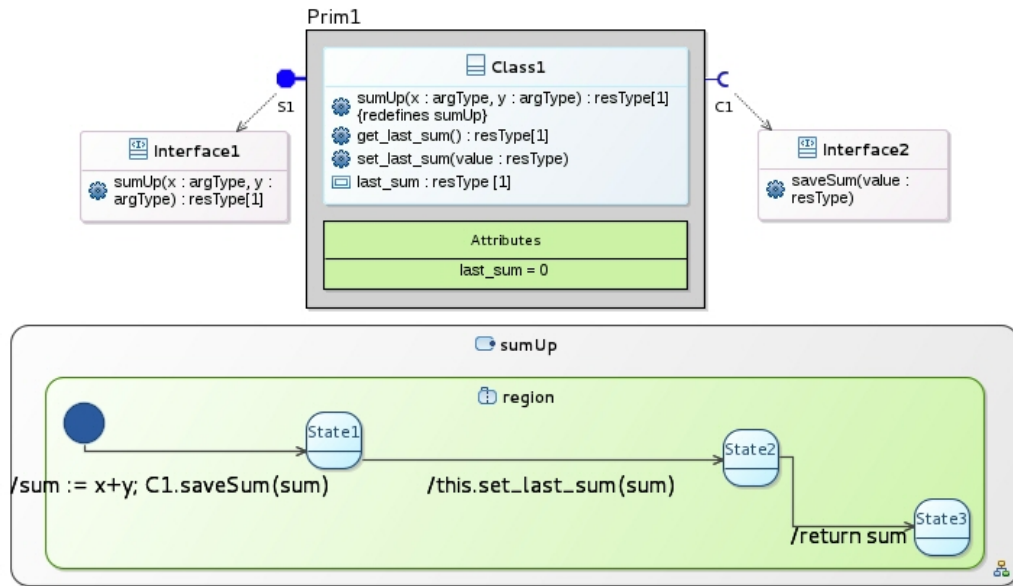 Prim1
Class1
sumUp(x : argType, y : argType) : resType[1]
{redefines sumUp}
get_last_sum() : resType[1]
set_last_sum(value : resType)
last_sum : resType [1]
Attributes
last_sum = 0
S1
C1
<I>
Interface1
sumUp(x : argType, y :
argType) : resType[1]
<I>
Interface2
saveSum(value :
resType)
sumUp
region
State1
State2
State3
/sum := x+y; C1.saveSum(sum)
/this.set_last_sum(sum)
/return sum